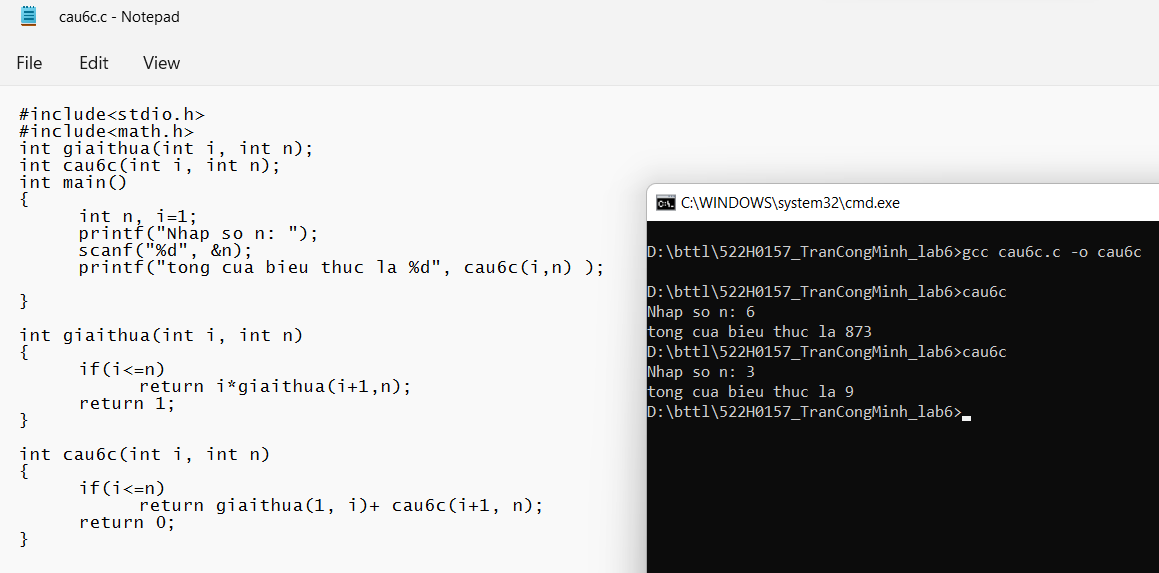 cau6c.c - Notepad
File Edit View
#include<stdio.h>
#include<math.h>
int giaithua(int i, int n);
int cau6c(int i, int n);
int main()
{
int n, i=1;
printf("Nhap so n: ");
scanf("%d", &n);
printf("tong cua bieu thuc la %d", cau6c(i,n) );
}
int giaithua(int i, int n)
{
if(i<=n)
return i*giaithua(i+1,n);
return 1;
}
int cau6c(int i, int n)
{
if(i<=n)
return giaithua(1, i)+ cau6c(i+1, n);
return 0;
}
C:\WINDOWS\system32\cmd.exe
D:\bttl\522H0157_TranCongMinh_lab6>gcc cau6c.c -o cau6c
D:\bttl\522H0157_TranCongMinh_lab6>cau6c
Nhap so n: 6
tong cua bieu thuc la 873
D:\bttl\522H0157_TranCongMinh_lab6>cau6c
Nhap so n: 3
tong cua bieu thuc la 9
D:\bttl\522H0157_TranCongMinh_lab6>